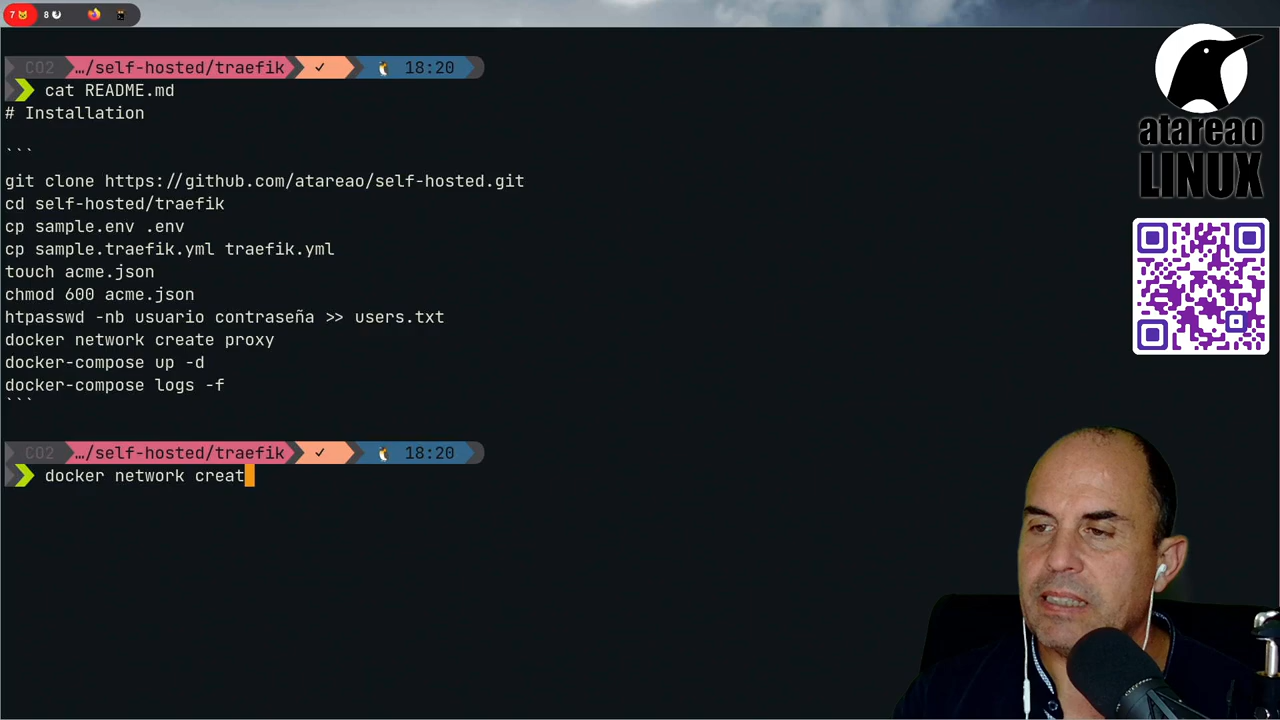 7 8
CO2 …/self-hosted/traefik ✓ 18:20
cat README.md
# Installation
```
git clone https://github.com/atareao/self-hosted.git
cd self-hosted/traefik
cp sample.env .env
cp sample.traefik.yml traefik.yml
touch acme.json
chmod 600 acme.json
htpasswd -nb usuario contraseña >> users.txt
docker network create proxy
docker-compose up -d
docker-compose logs -f
```
CO2 …/self-hosted/traefik ✓ 18:20
docker network creat
atareao
LINUX